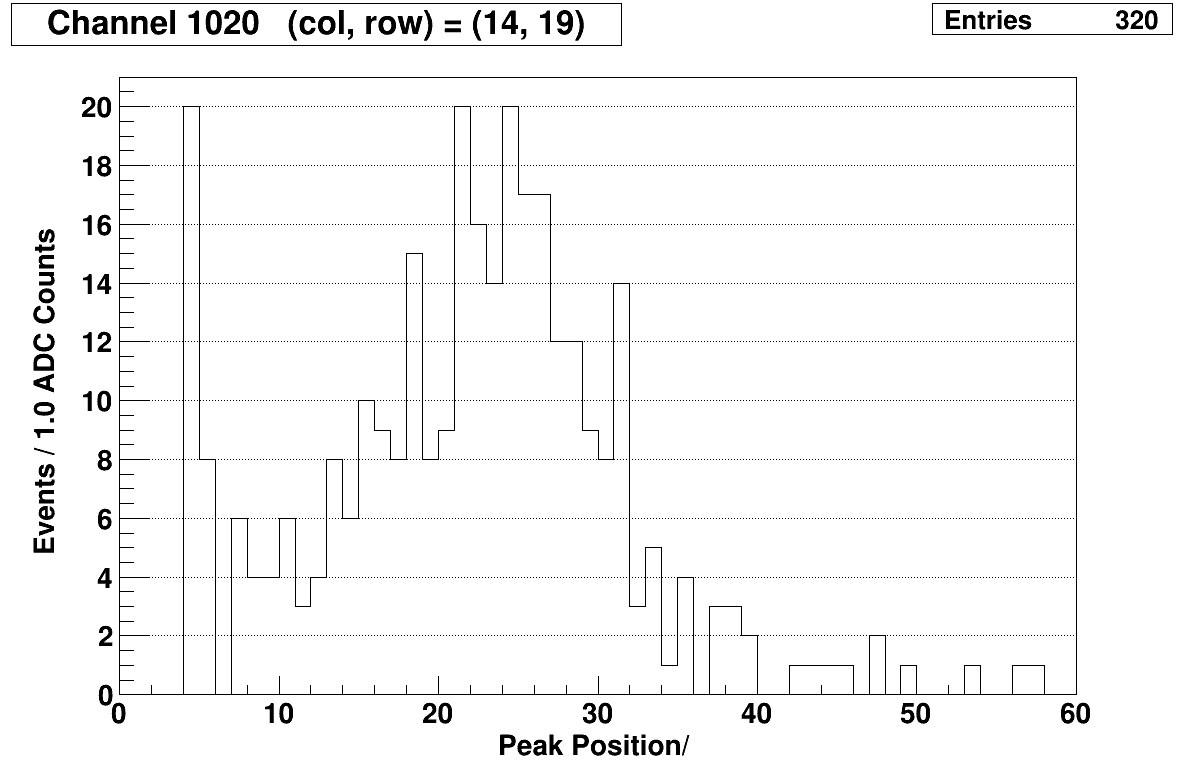 Channel 1020 (col, row) = (14, 19)
Entries 320
20
18
16
14
12
10
8
6
4
2
0
Events / 1.0 ADC Counts
0 10 20 30 40 50 60
Peak Position/